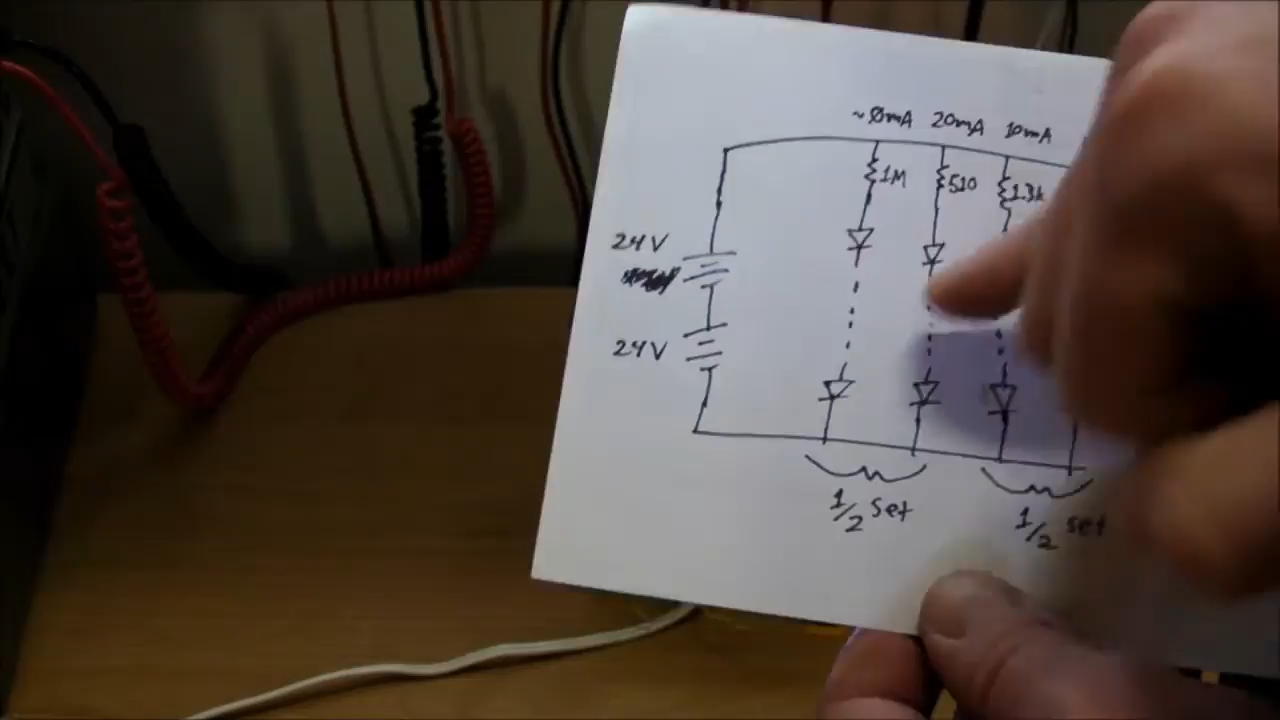 ~0mA 20mA 10mA
1M 510 1.3k
24V
24V
1/2 set 1/2 set